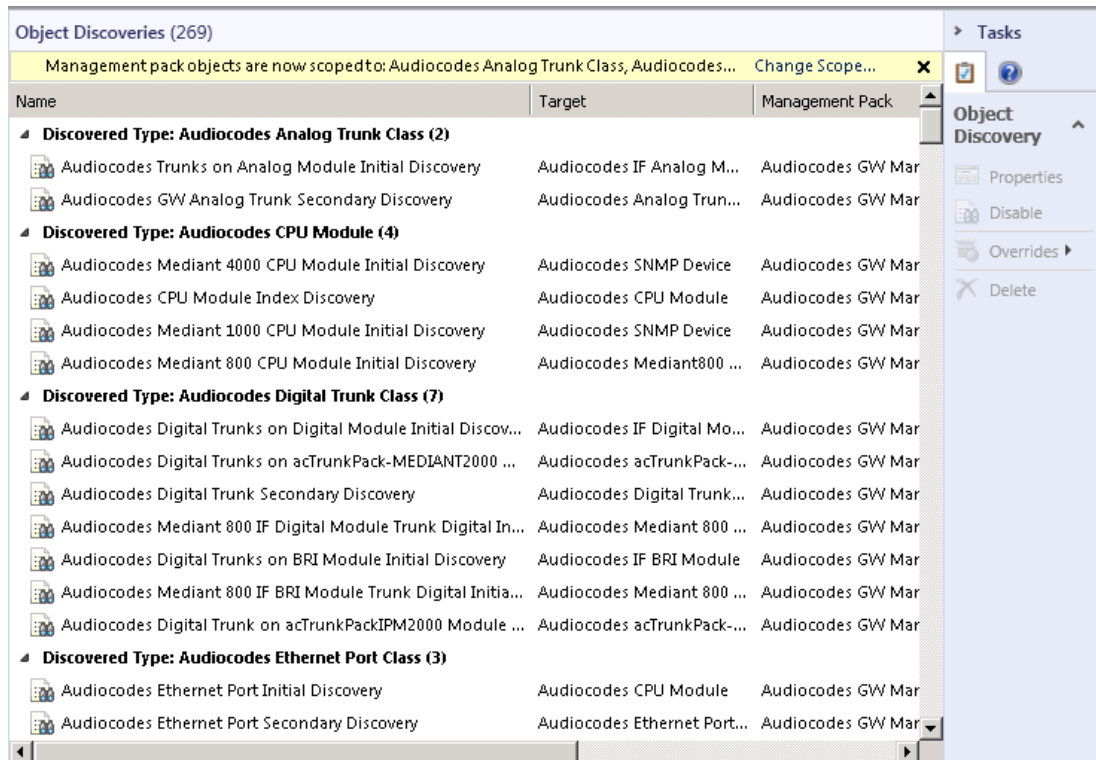 Object Discoveries (269)
Management pack objects are now scoped to: Audiocodes Analog Trunk Class, Audiocodes... Change Scope... ×
Name Target Management Pack
Discovered Type: Audiocodes Analog Trunk Class (2)
Audiocodes Trunks on Analog Module Initial Discovery Audiocodes IF Analog M... Audiocodes GW Mar
Audiocodes GW Analog Trunk Secondary Discovery Audiocodes Analog Trun... Audiocodes GW Mar
Discovered Type: Audiocodes CPU Module (4)
Audiocodes Mediant 4000 CPU Module Initial Discovery Audiocodes SNMP Device Audiocodes GW Mar
Audiocodes CPU Module Index Discovery Audiocodes CPU Module Audiocodes GW Mar
Audiocodes Mediant 1000 CPU Module Initial Discovery Audiocodes SNMP Device Audiocodes GW Mar
Audiocodes Mediant 800 CPU Module Initial Discovery Audiocodes Mediant800 ... Audiocodes GW Mar
Discovered Type: Audiocodes Digital Trunk Class (7)
Audiocodes Digital Trunks on Digital Module Initial Discov... Audiocodes IF Digital Mo... Audiocodes GW Mar
Audiocodes Digital Trunks on acTrunkPack-MEDIANT2000 ... Audiocodes acTrunkPack-... Audiocodes GW Mar
Audiocodes Digital Trunk Secondary Discovery Audiocodes Digital Trunk... Audiocodes GW Mar
Audiocodes Mediant 800 IF Digital Module Trunk Digital In... Audiocodes Mediant 800 ... Audiocodes GW Mar
Audiocodes Digital Trunks on BRI Module Initial Discovery Audiocodes IF BRI Module Audiocodes GW Mar
Audiocodes Mediant 800 IF BRI Module Trunk Digital Initia... Audiocodes Mediant 800 ... Audiocodes GW Mar
Audiocodes Digital Trunk on acTrunkPackIPM2000 Module ... Audiocodes acTrunkPack-... Audiocodes GW Mar
Discovered Type: Audiocodes Ethernet Port Class (3)
Audiocodes Ethernet Port Initial Discovery Audiocodes CPU Module Audiocodes GW Mar
Audiocodes Ethernet Port Secondary Discovery Audiocodes Ethernet Port... Audiocodes GW Mar
Tasks
Object
Discovery
Properties
Disable
Overrides
Delete